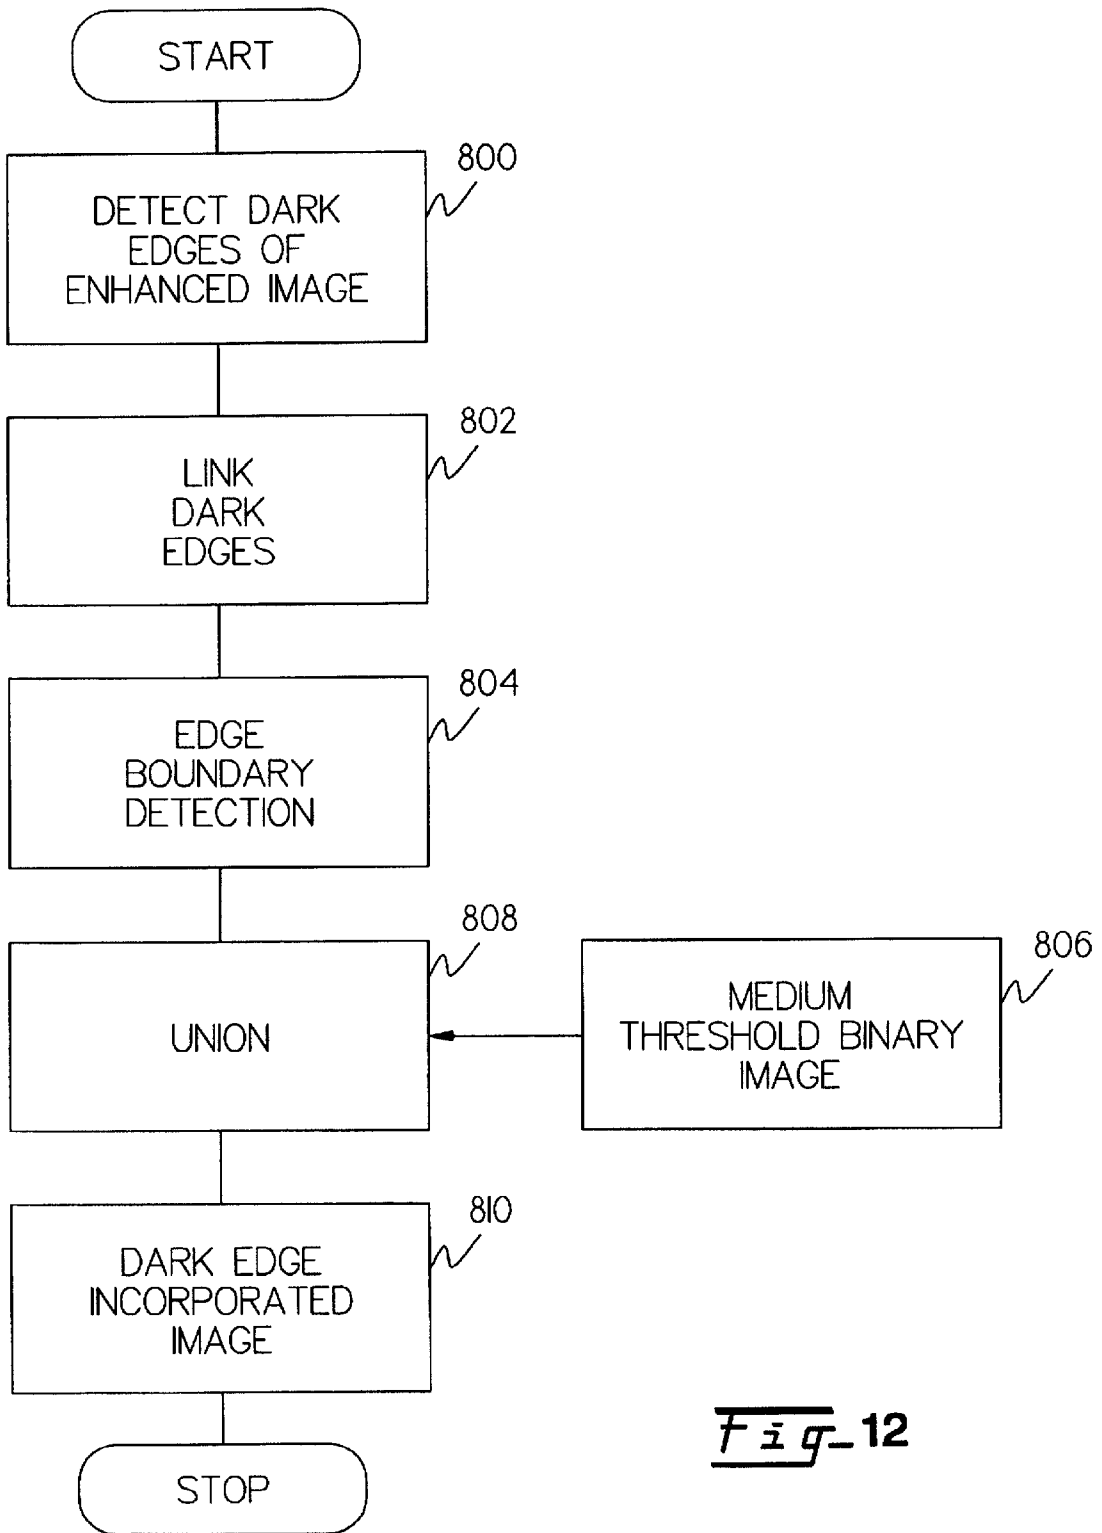 START
800
DETECT DARK
EDGES OF
ENHANCED IMAGE
802
LINK
DARK
EDGES
804
EDGE
BOUNDARY
DETECTION
808
UNION
806
MEDIUM
THRESHOLD BINARY
IMAGE
810
DARK EDGE
INCORPORATED
IMAGE
STOP
Fig_12